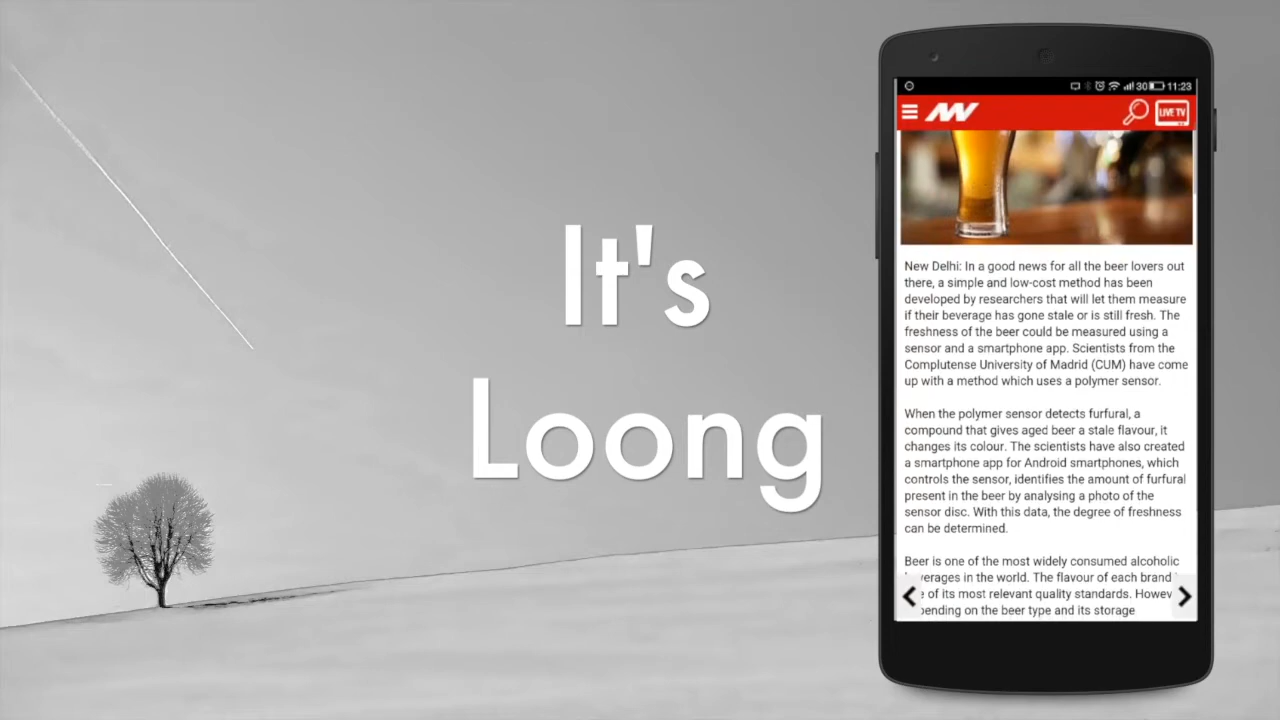 It's
Loong
30 11:23
NV LIVE TV
New Delhi: In a good news for all the beer lovers out
there, a simple and low-cost method has been
developed by researchers that will let them measure
if their beverage has gone stale or is still fresh. The
freshness of the beer could be measured using a
sensor and a smartphone app. Scientists from the
Complutense University of Madrid (CUM) have come
up with a method which uses a polymer sensor.
When the polymer sensor detects furfural, a
compound that gives aged beer a stale flavour, it
changes its colour. The scientists have also created
a smartphone app for Android smartphones, which
controls the sensor, identifies the amount of furfural
present in the beer by analysing a photo of the
sensor disc. With this data, the degree of freshness
can be determined.
Beer is one of the most widely consumed alcoholic
verages in the world. The flavour of each brand
e of its most relevant quality standards. Howev
pending on the beer type and its storage